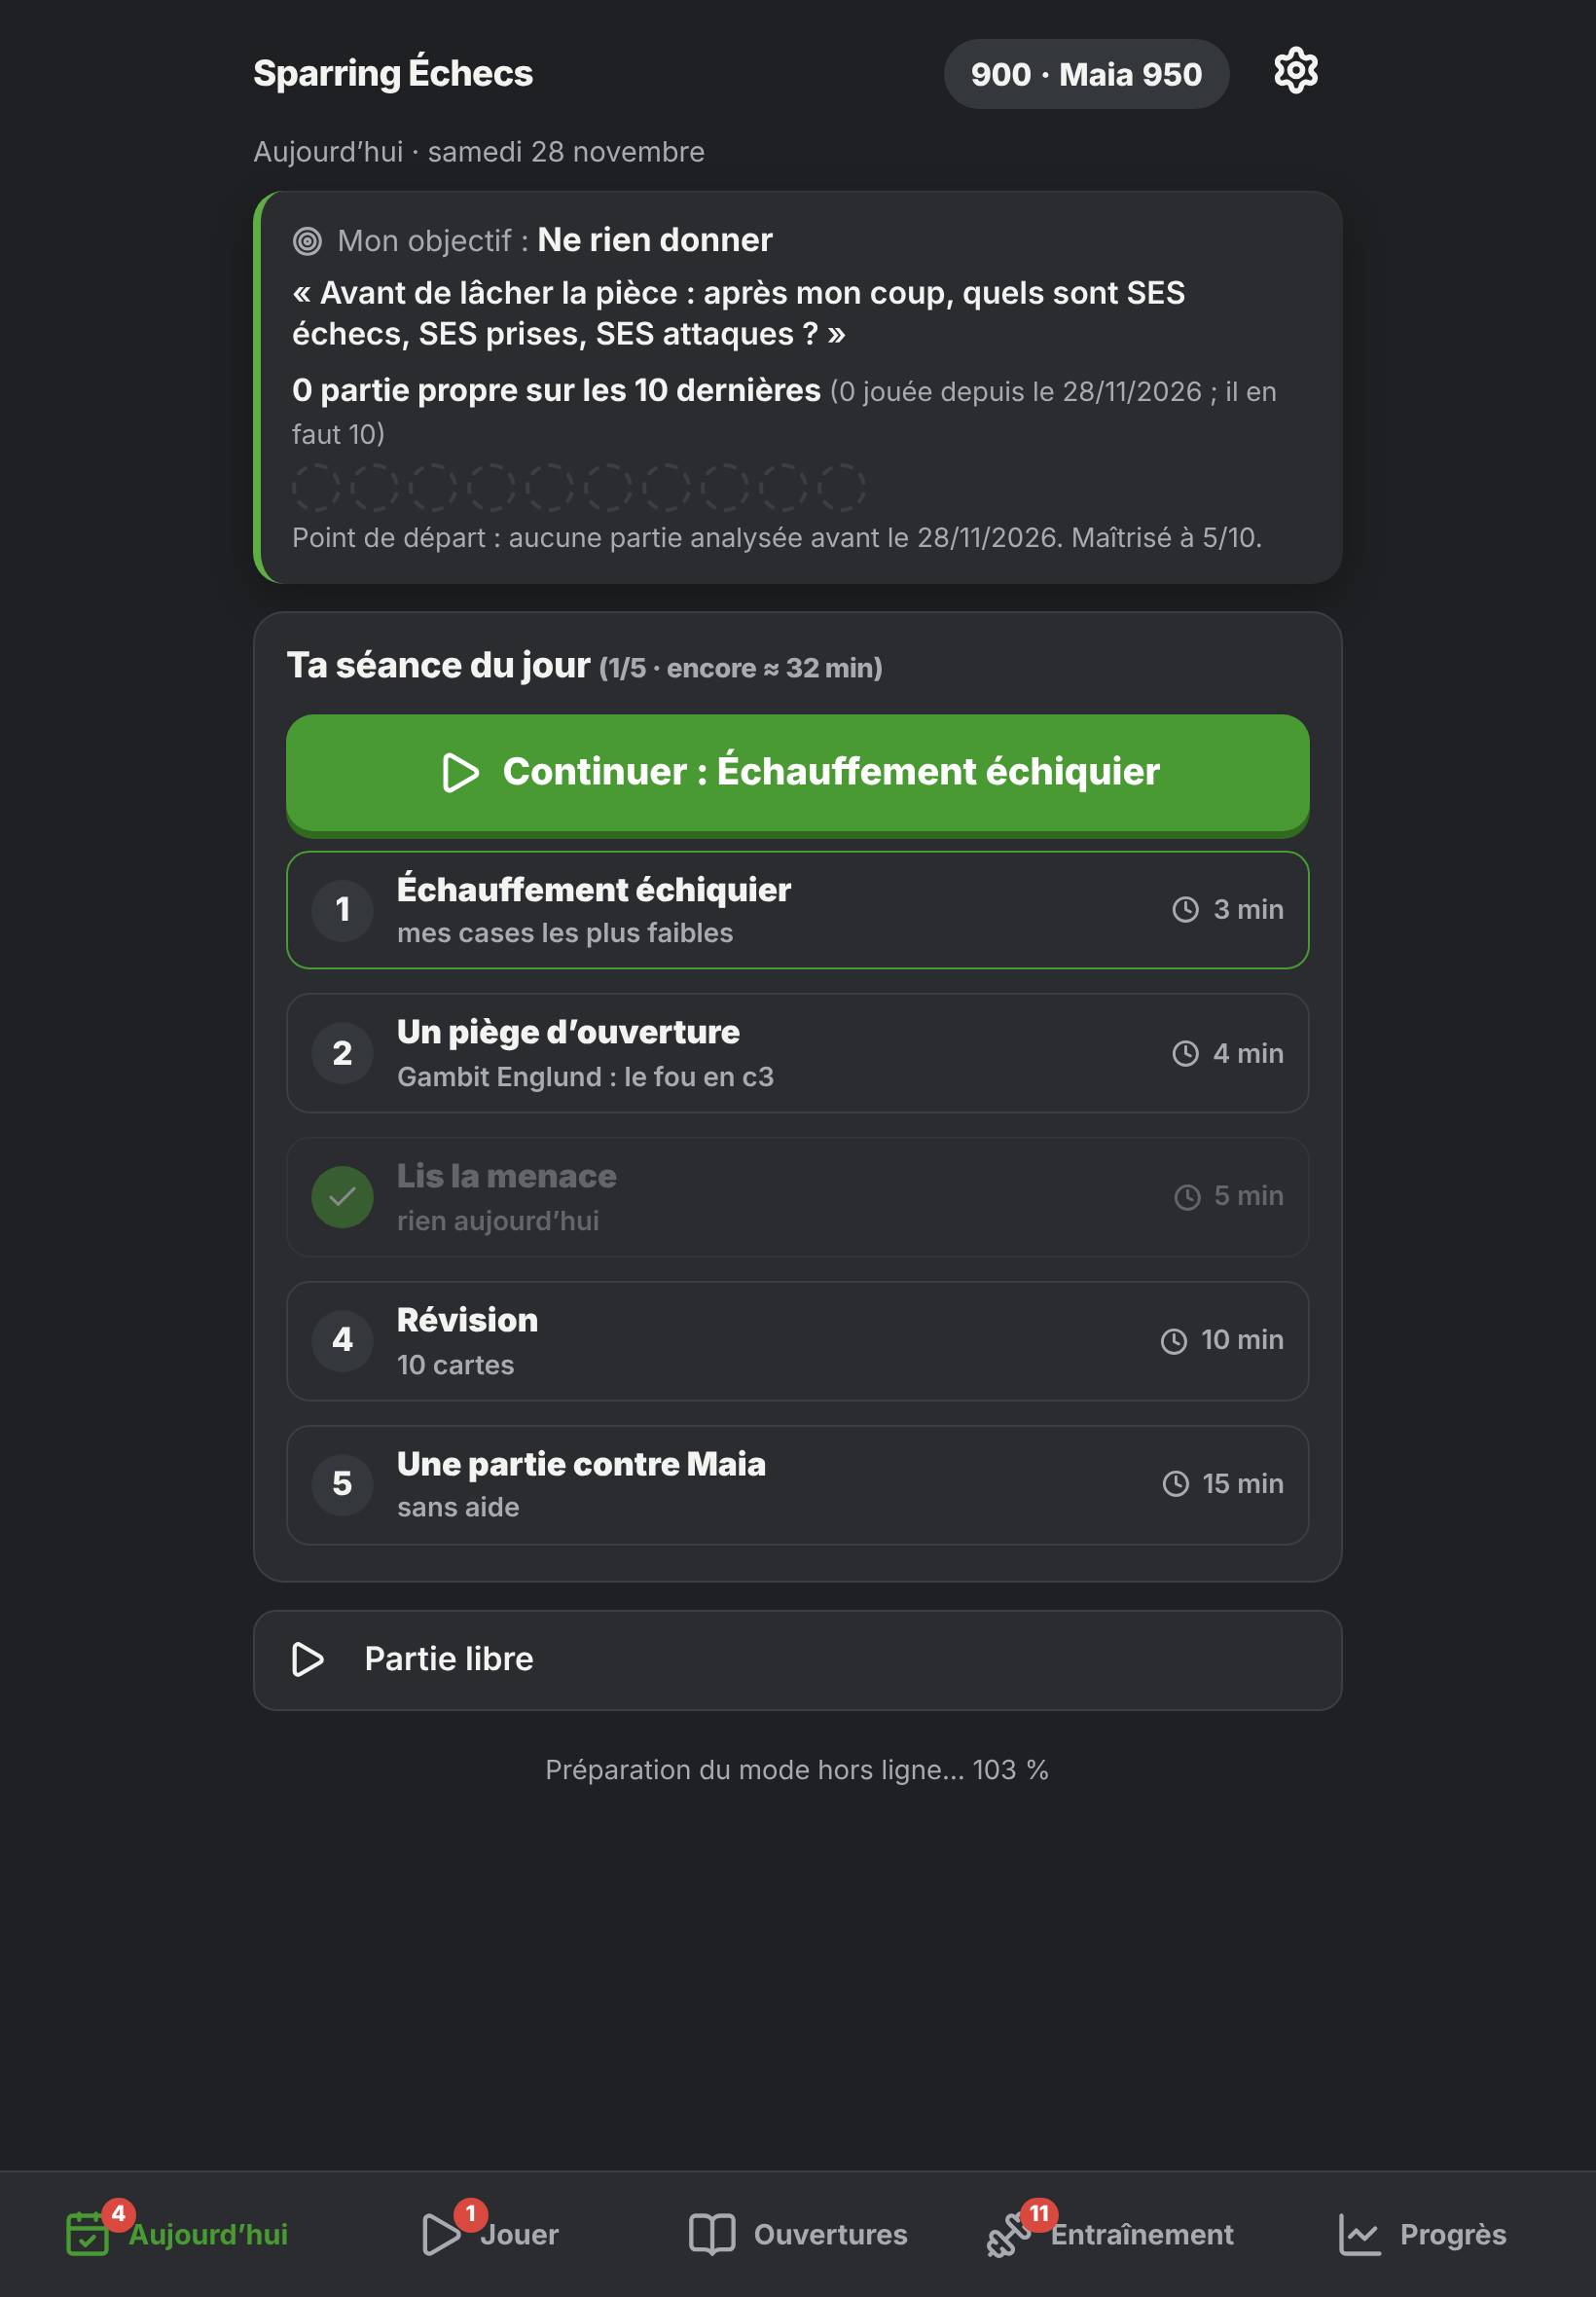 Sparring Échecs
900 · Maia 950
Aujourd’hui · samedi 28 novembre
Mon objectif : Ne rien donner
« Avant de lâcher la pièce : après mon coup, quels sont SES
échecs, SES prises, SES attaques ? »
0 partie propre sur les 10 dernières (0 jouée depuis le 28/11/2026 ; il en
faut 10)
Point de départ : aucune partie analysée avant le 28/11/2026. Maîtrisé à 5/10.
Ta séance du jour (1/5 · encore ≈ 32 min)
Continuer : Échauffement échiquier
1
Échauffement échiquier
mes cases les plus faibles
3 min
2
Un piège d’ouverture
Gambit Englund : le fou en c3
4 min
Lis la menace
rien aujourd’hui
5 min
4
Révision
10 cartes
10 min
5
Une partie contre Maia
sans aide
15 min
Partie libre
Préparation du mode hors ligne… 103 %
4
Aujourd’hui
1
Jouer
Ouvertures
11
Entraînement
Progrès